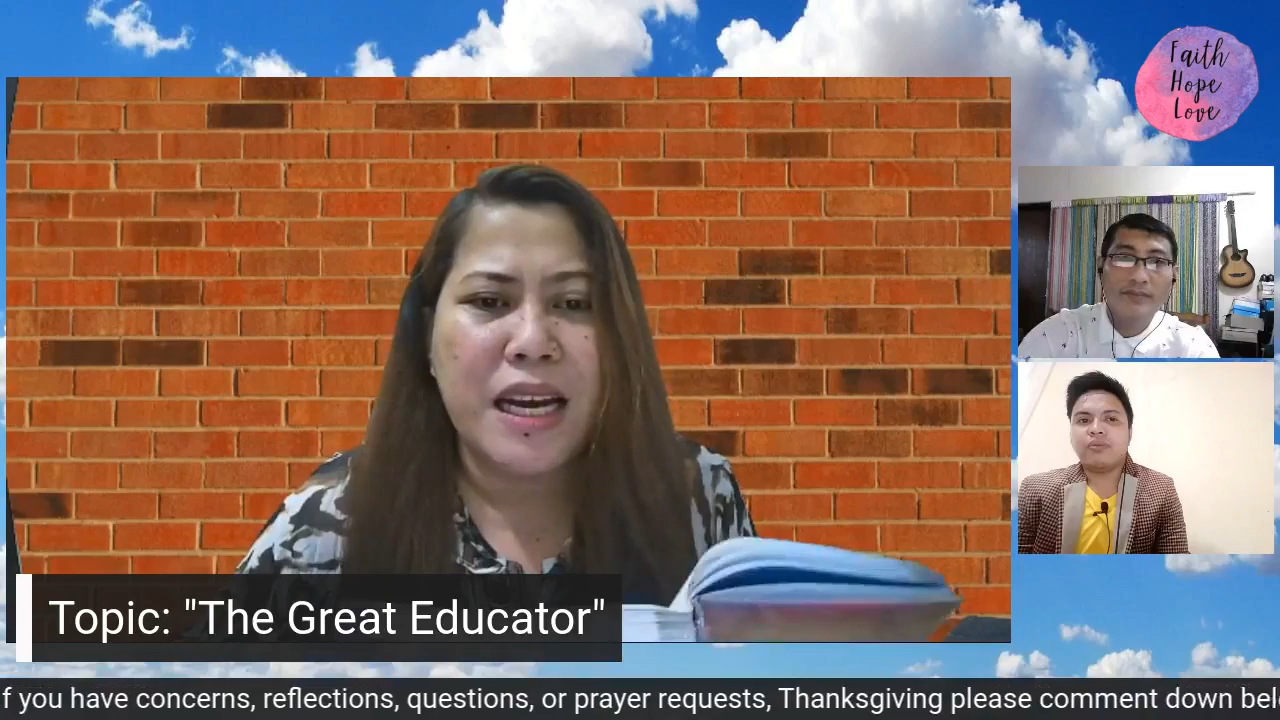 Faith
Hope
Love
Topic: "The Great Educator"
f you have concerns, reflections, questions, or prayer requests, Thanksgiving please comment down bel